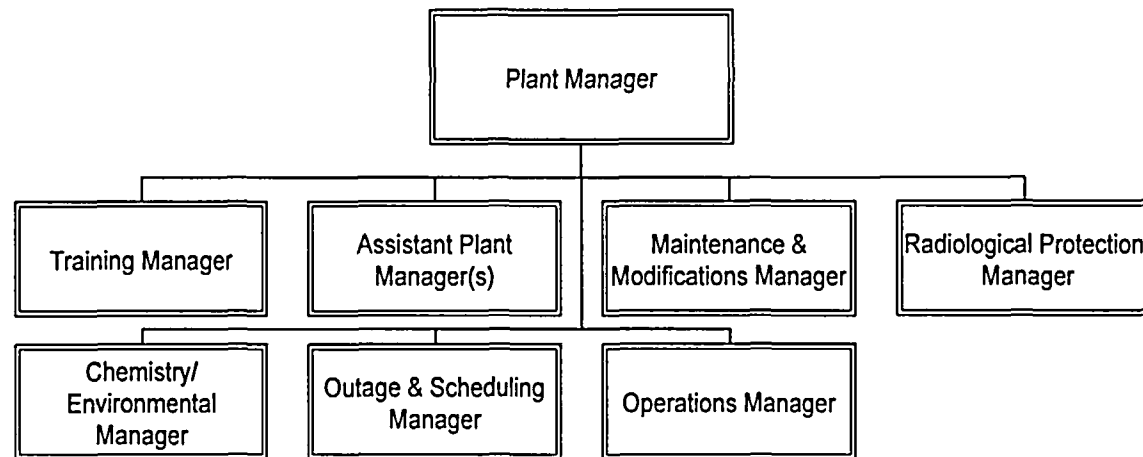 Plant Manager
Training Manager
Assistant Plant
Manager(s)
Maintenance &
Modifications Manager
Radiological Protection
Manager
Chemistry/
Environmental
Manager
Outage & Scheduling
Manager
Operations Manager